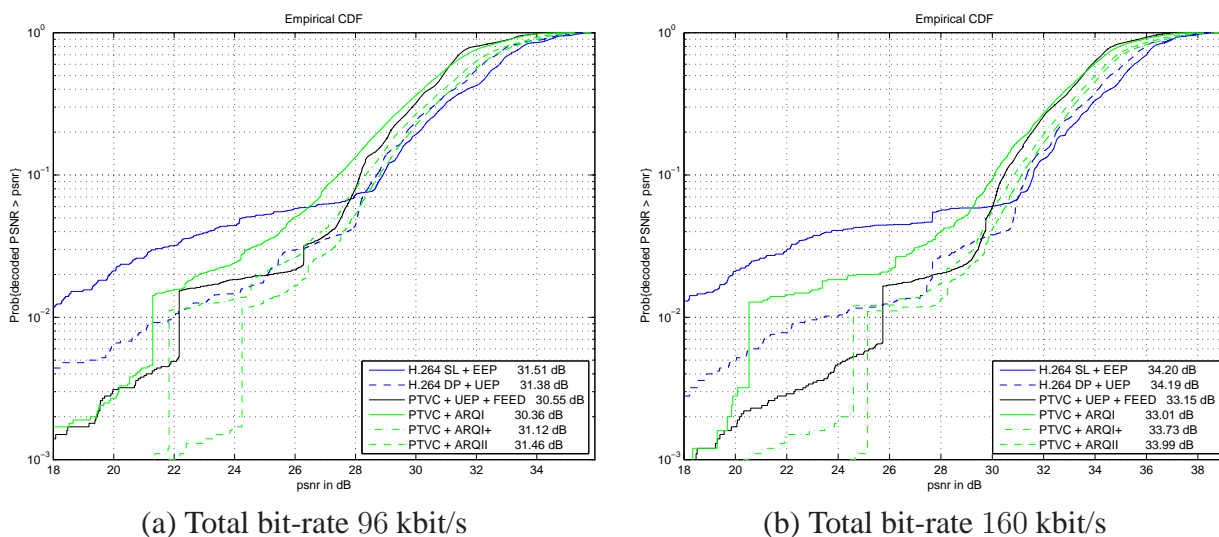 Empirical CDF
10⁰
10⁻¹
10⁻²
10⁻³
Prob{decoded PSNR > psnr}
H.264 SL + EEP 31.51 dB
H.264 DP + UEP 31.38 dB
PTVC + UEP + FEED 30.55 dB
PTVC + ARQI 30.36 dB
PTVC + ARQI+ 31.12 dB
PTVC + ARQII 31.46 dB
18 20 22 24 26 28 30 32 34
psnr in dB
(a) Total bit-rate 96 kbit/s
Empirical CDF
10⁰
10⁻¹
10⁻²
10⁻³
Prob{decoded PSNR > psnr}
H.264 SL + EEP 34.20 dB
H.264 DP + UEP 34.19 dB
PTVC + UEP + FEED 33.15 dB
PTVC + ARQI 33.01 dB
PTVC + ARQI+ 33.73 dB
PTVC + ARQII 33.99 dB
18 20 22 24 26 28 30 32 34 36 38
psnr in dB
(b) Total bit-rate 160 kbit/s